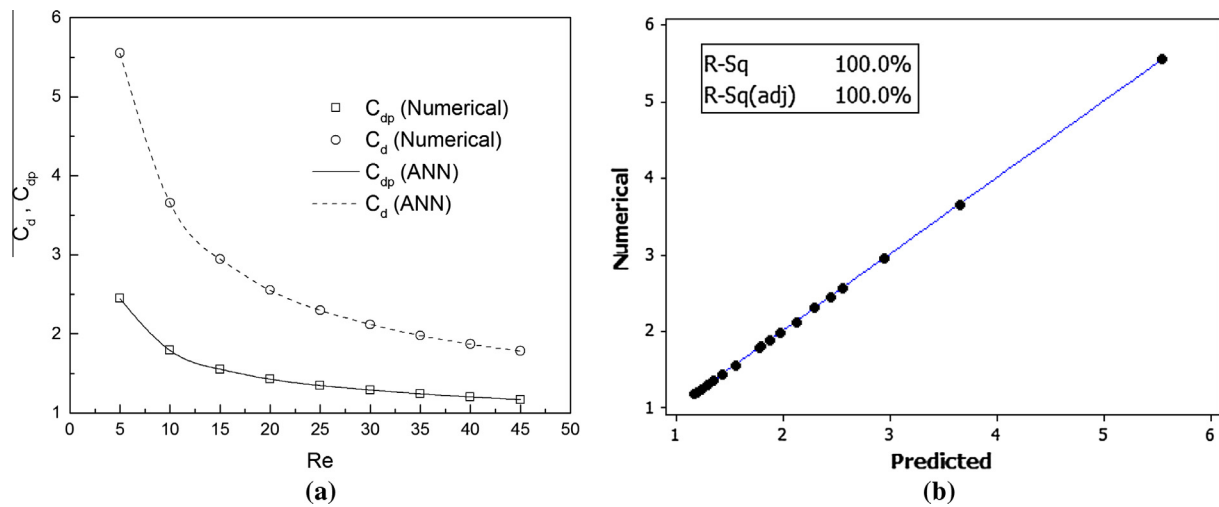 6
5
4
3
2
1
C_d , C_dp
C_dp (Numerical)
C_d (Numerical)
C_dp (ANN)
C_d (ANN)
0 5 10 15 20 25 30 35 40 45 50
Re
(a)
6
5
4
3
2
1
Numerical
R-Sq 100.0%
R-Sq(adj) 100.0%
1 2 3 4 5 6
Predicted
(b)